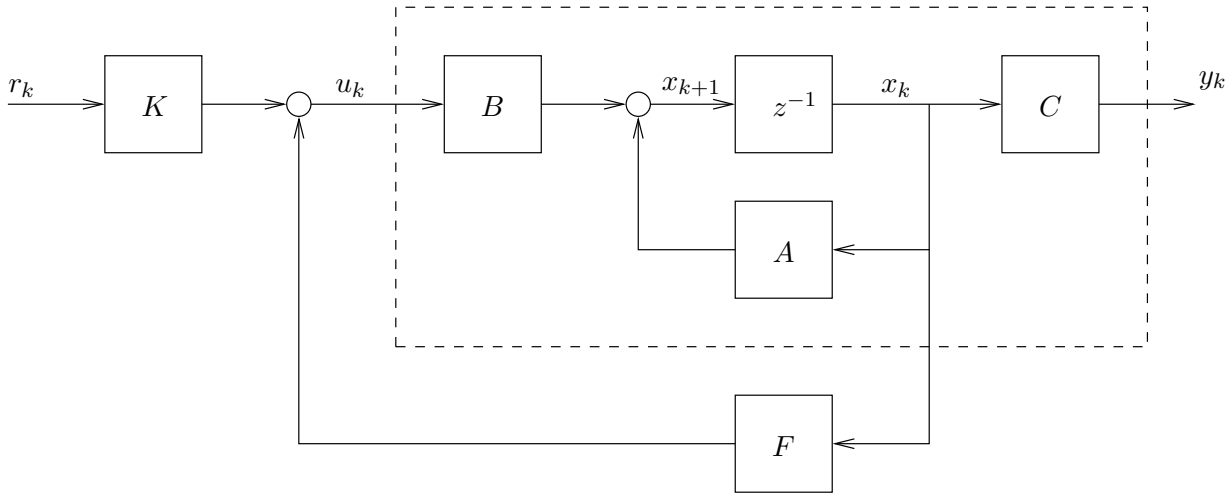 r_k
K
u_k
B
x_{k+1}
z^{-1}
x_k
C
y_k
A
F